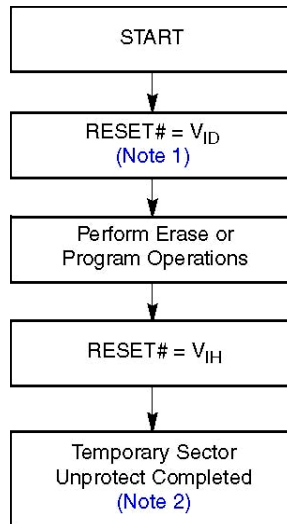 START
RESET# = VID
(Note 1)
Perform Erase or
Program Operations
RESET# = VIH
Temporary Sector
Unprotect Completed
(Note 2)